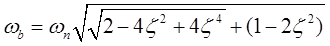 ω_b = ω_n √(√(2−4ζ²+4ζ⁴) + (1−2ζ²))